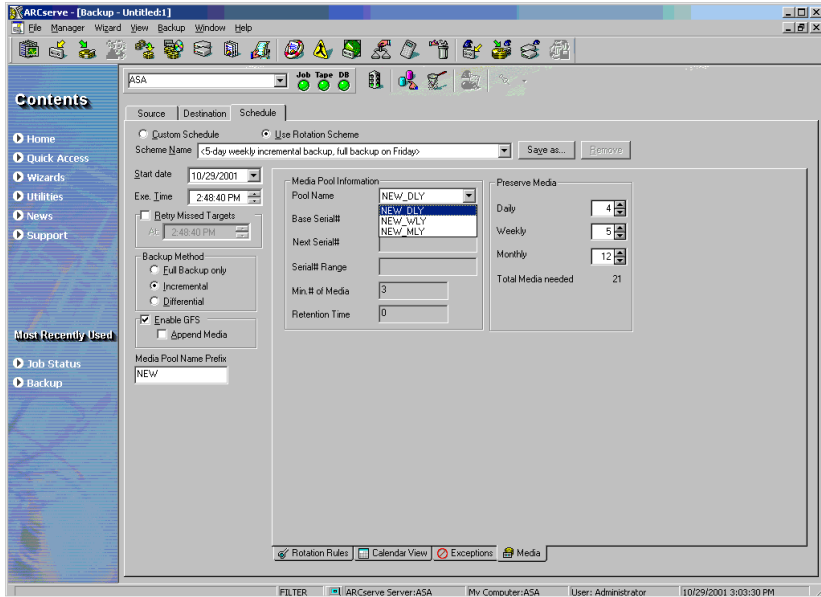 ARCserve - [Backup - Untitled:1]
File Manager Wizard View Backup Window Help
ASA
Job Tape DB
Contents
Home
Quick Access
Wizards
Utilities
News
Support
Most Recently Used
Job Status
Backup
Source Destination Schedule
Custom Schedule Use Rotation Scheme
Scheme Name <5-day weekly incremental backup, full backup on Friday> Save as... Remove
Start date 10/29/2001
Exe. Time 2:48:40 PM
Retry Missed Targets
At: 2:48:40 PM
Backup Method
Full Backup only
Incremental
Differential
Enable GFS
Append Media
Media Pool Name Prefix
NEW
Media Pool Information
Pool Name NEW_DLY
NEW_DLY
NEW_WLY
NEW_MLY
Base Serial#
Next Serial#
Serial# Range
Min.# of Media 3
Retention Time 0
Preserve Media
Daily 4
Weekly 5
Monthly 12
Total Media needed 21
Rotation Rules Calendar View Exceptions Media
FILTER ARCserve Server:ASA My Computer:ASA User: Administrator 10/29/2001 3:03:30 PM